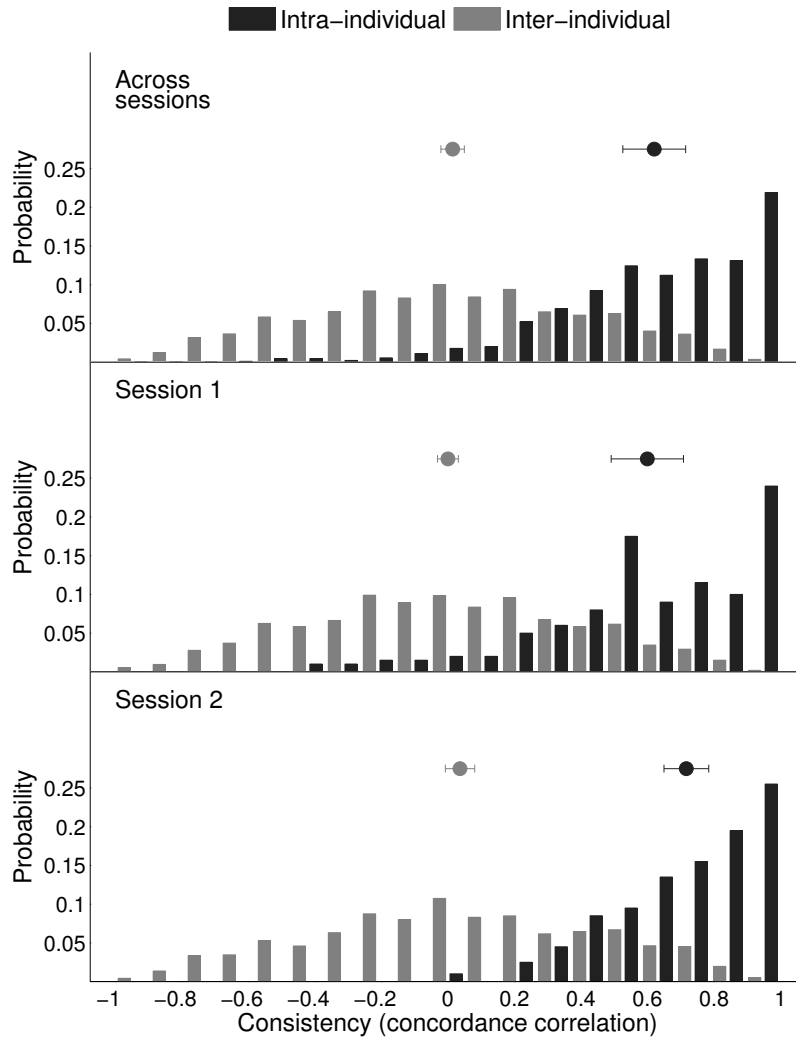 Intra−individual Inter−individual
Across
sessions
Probability
0.25
0.2
0.15
0.1
0.05
Session 1
Probability
0.25
0.2
0.15
0.1
0.05
Session 2
Probability
0.25
0.2
0.15
0.1
0.05
−1 −0.8 −0.6 −0.4 −0.2 0 0.2 0.4 0.6 0.8 1
Consistency (concordance correlation)